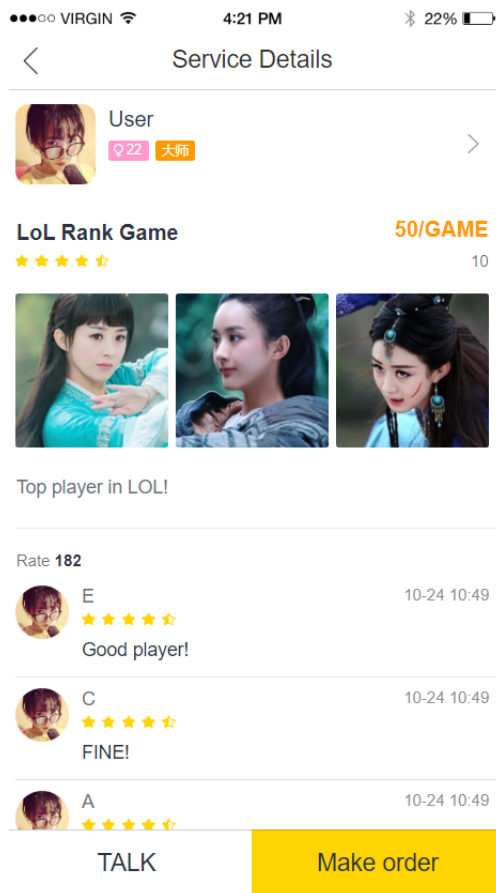 VIRGIN 4:21 PM 22%
Service Details
User
22 大师
LoL Rank Game 50/GAME
10
Top player in LOL!
Rate 182
E 10-24 10:49
Good player!
C 10-24 10:49
FINE!
A 10-24 10:49
TALK Make order